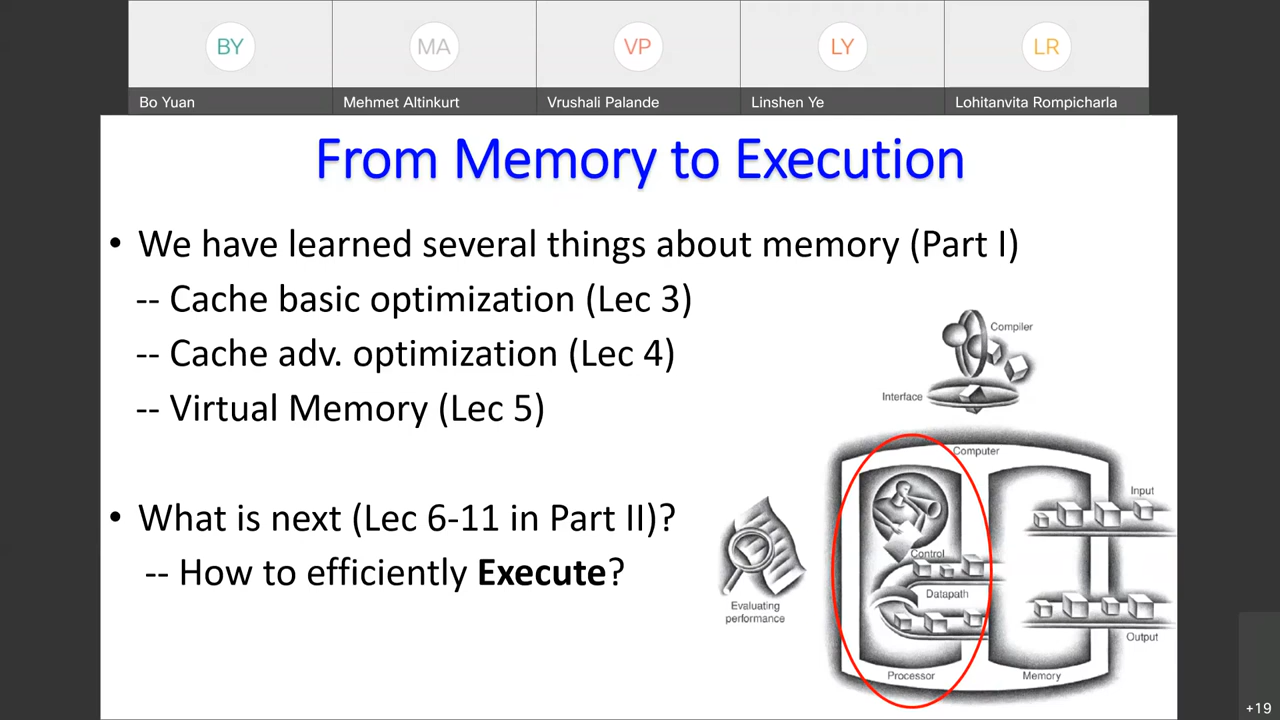 BY
MA
VP
LY
LR
Bo Yuan
Mehmet Altinkurt
Vrushali Palande
Linshen Ye
Lohitanvita Rompicharla
From Memory to Execution
• We have learned several things about memory (Part I)
-- Cache basic optimization (Lec 3)
-- Cache adv. optimization (Lec 4)
-- Virtual Memory (Lec 5)
• What is next (Lec 6-11 in Part II)?
-- How to efficiently Execute?
Compiler
Interface
Computer
Input
Control
Datapath
Evaluating
performance
Output
Processor
Memory
+19